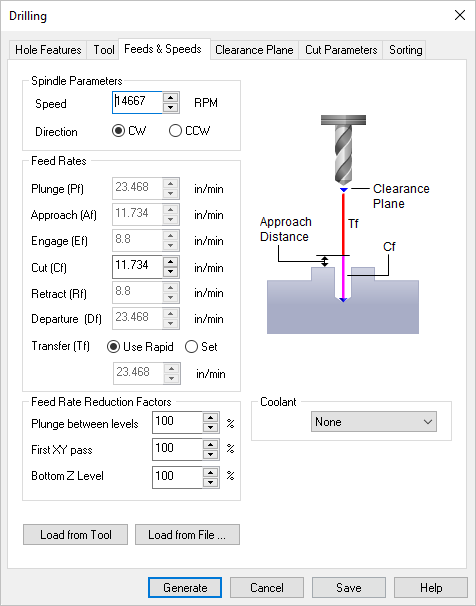 Drilling
Hole Features Tool Feeds & Speeds Clearance Plane Cut Parameters Sorting
Spindle Parameters
Speed 14667 RPM
Direction CW CCW
Feed Rates
Plunge (Pf) 23.468 in/min
Approach (Af) 11.734 in/min
Engage (Ef) 8.8 in/min
Cut (Cf) 11.734 in/min
Retract (Rf) 8.8 in/min
Departure (Df) 23.468 in/min
Transfer (Tf) Use Rapid Set
23.468 in/min
Clearance
Plane
Tf
Approach
Distance
Cf
Feed Rate Reduction Factors
Plunge between levels 100 %
First XY pass 100 %
Bottom Z Level 100 %
Coolant
None
Load from Tool Load from File ...
Generate Cancel Save Help